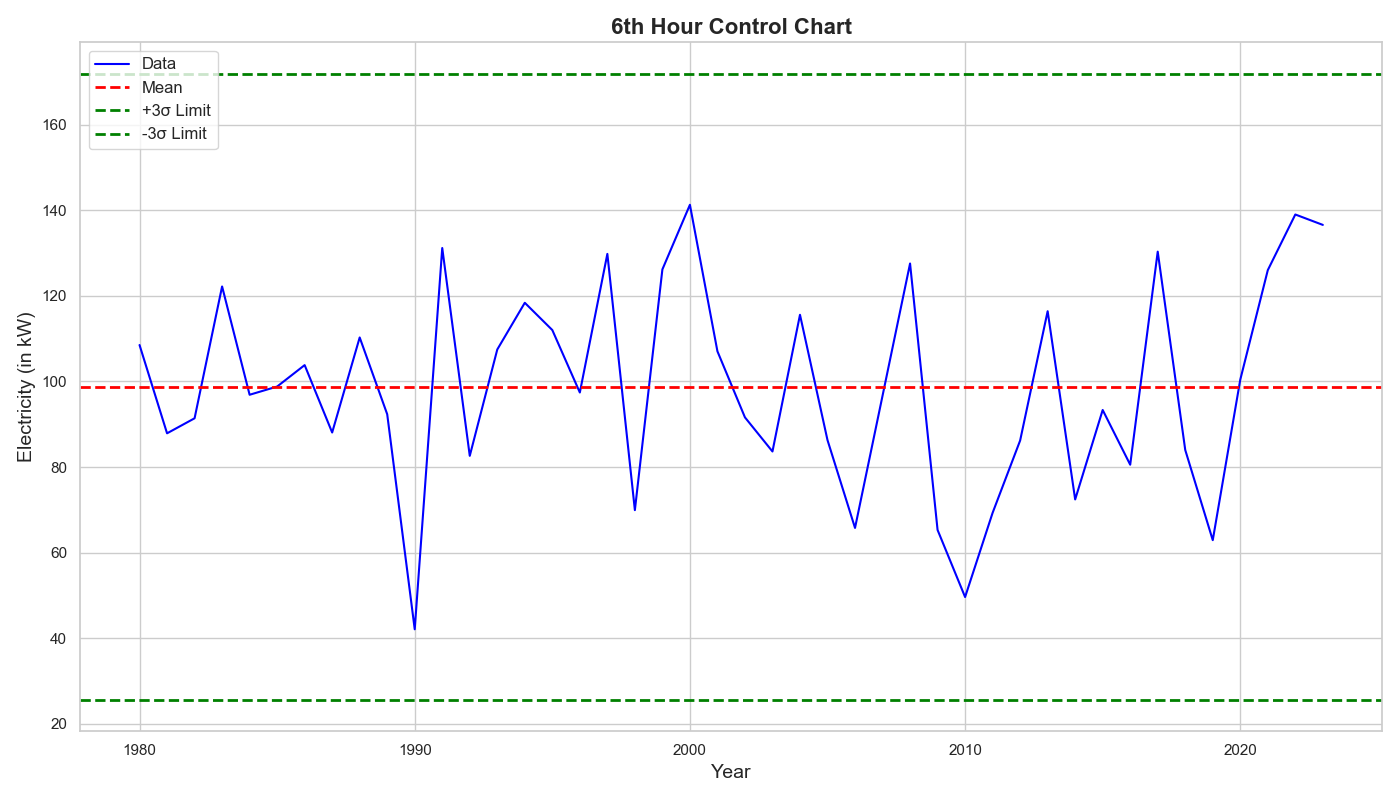 6th Hour Control Chart
Data
Mean
+3σ Limit
-3σ Limit
160
140
120
100
80
60
40
20
Electricity (in kW)
1980
1990
2000
2010
2020
Year